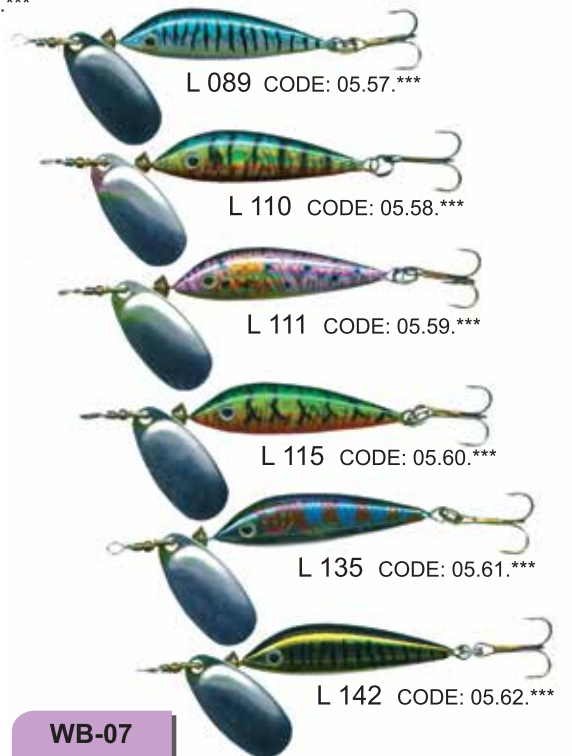 .***
L 089 CODE: 05.57.***
L 110 CODE: 05.58.***
L 111 CODE: 05.59.***
L 115 CODE: 05.60.***
L 135 CODE: 05.61.***
L 142 CODE: 05.62.***
WB-07